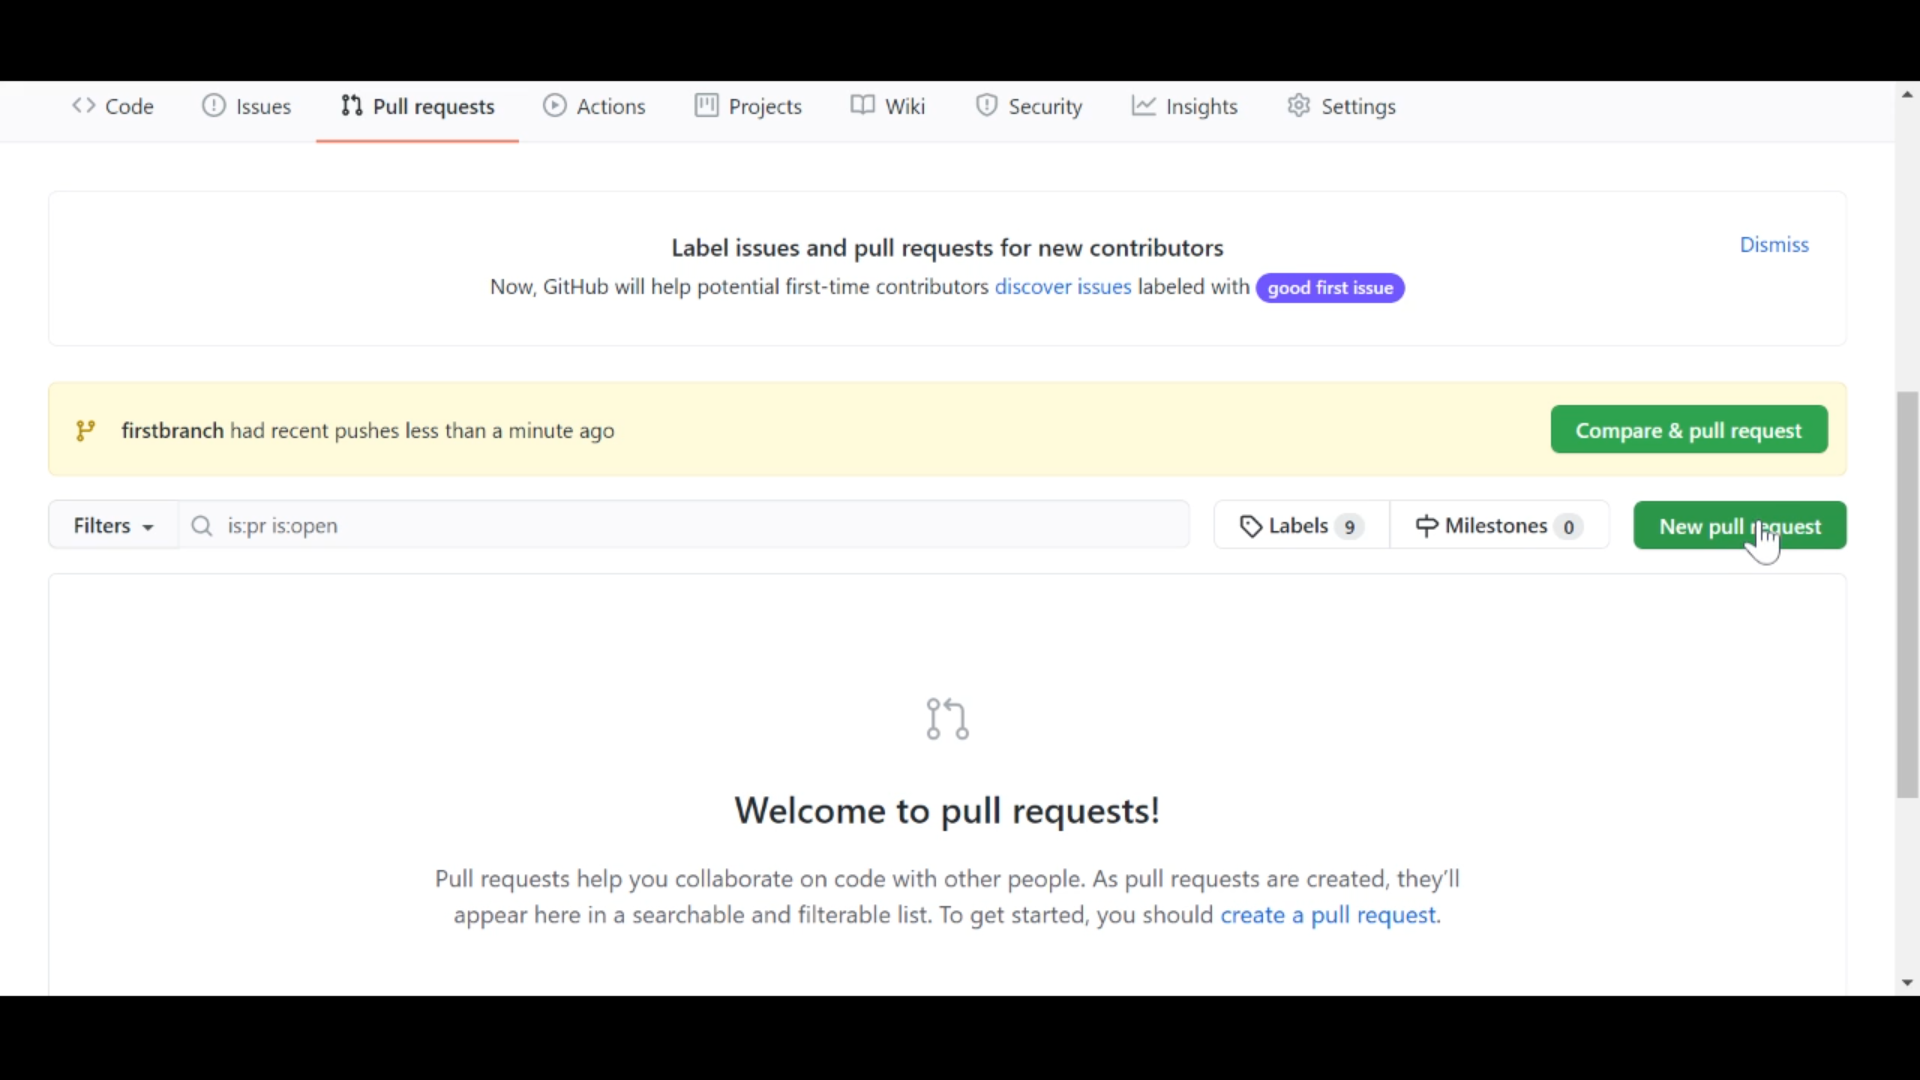 Code Issues Pull requests Actions Projects Wiki Security Insights Settings
Label issues and pull requests for new contributors
Dismiss
Now, GitHub will help potential first-time contributors discover issues labeled with good first issue
firstbranch had recent pushes less than a minute ago
Compare & pull request
Filters is:pr is:open Labels 9 Milestones 0 New pull request
Welcome to pull requests!
Pull requests help you collaborate on code with other people. As pull requests are created, they'll
appear here in a searchable and filterable list. To get started, you should create a pull request.